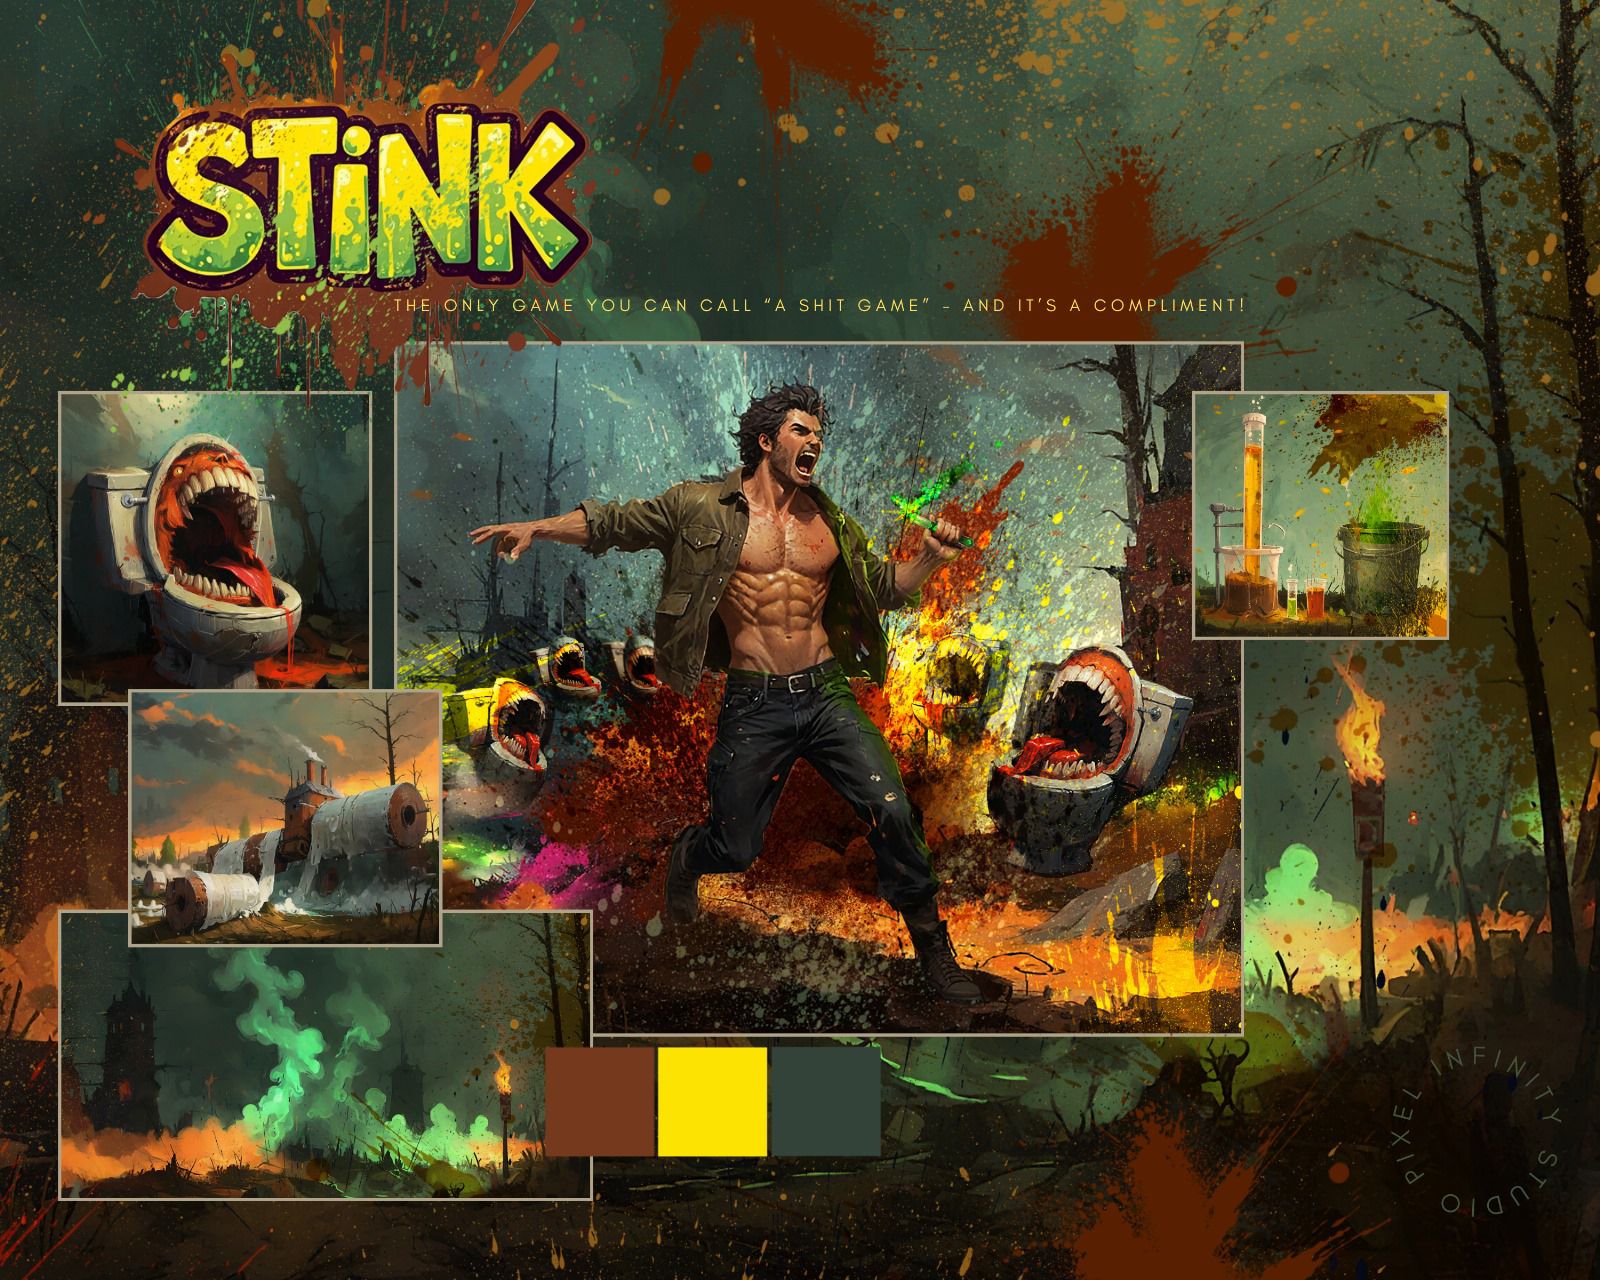 STiNK
THE ONLY GAME YOU CAN CALL “A SHIT GAME” – AND IT’S A COMPLIMENT!
PIXEL INFINITY STUDIO